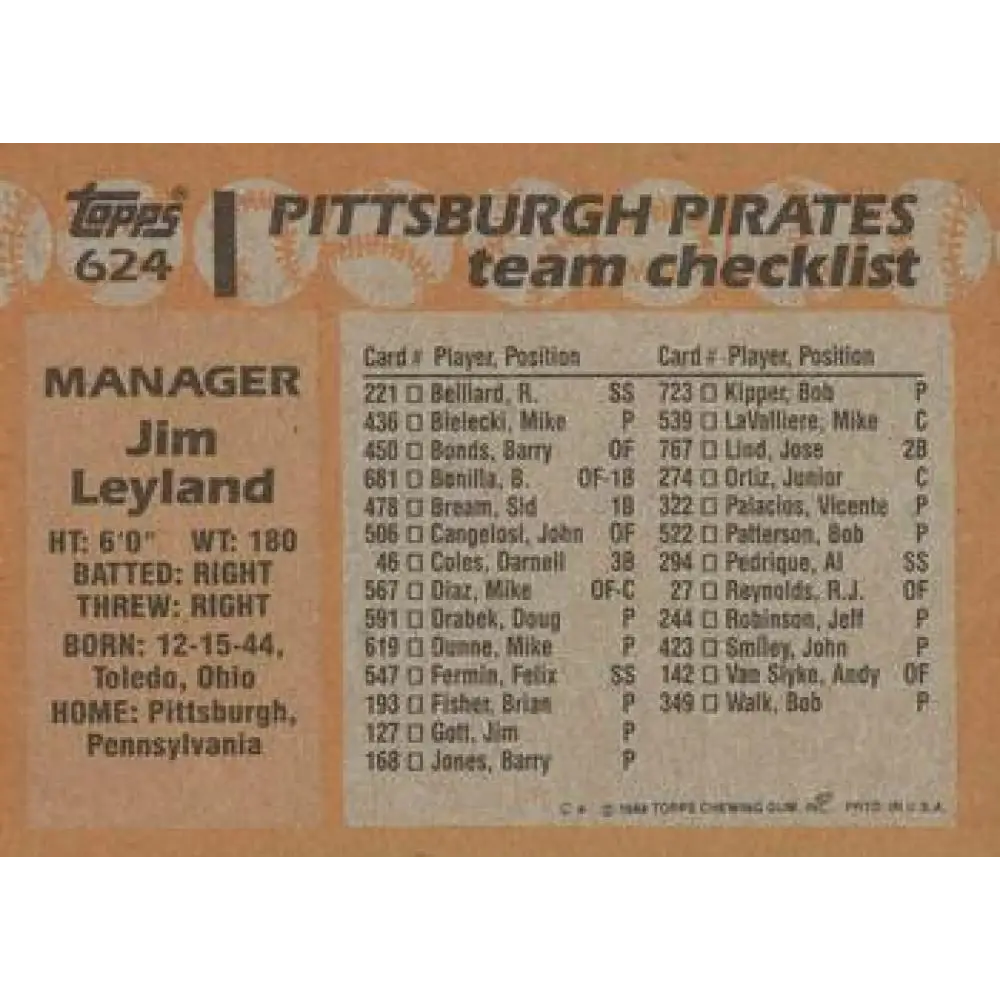 Topps®
624
PITTSBURGH PIRATES
team checklist
MANAGER
Jim
Leyland
HT: 6'0" WT: 180
BATTED: RIGHT
THREW: RIGHT
BORN: 12-15-44,
Toledo, Ohio
HOME: Pittsburgh,
Pennsylvania
Card # Player, Position
221 Belliard, R. SS
436 Bielecki, Mike P
450 Bonds, Barry OF
681 Bonilla, B. OF-1B
478 Bream, Sid 1B
506 Cangelosi, John OF
46 Coles, Darnell 3B
567 Diaz, Mike OF-C
591 Drabek, Doug P
619 Dunne, Mike P
547 Fermin, Felix SS
193 Fisher, Brian P
127 Gott, Jim P
168 Jones, Barry P
Card # Player, Position
723 Kipper, Bob P
539 LaValliere, Mike C
767 Lind, Jose 2B
274 Ortiz, Junior C
322 Palacios, Vicente P
522 Patterson, Bob P
294 Pedrique, Al SS
27 Reynolds, R.J. OF
244 Robinson, Jeff P
423 Smiley, John P
142 Van Slyke, Andy OF
349 Walk, Bob P
© 1988 TOPPS CHEWING GUM, INC. PRTD. IN U.S.A.